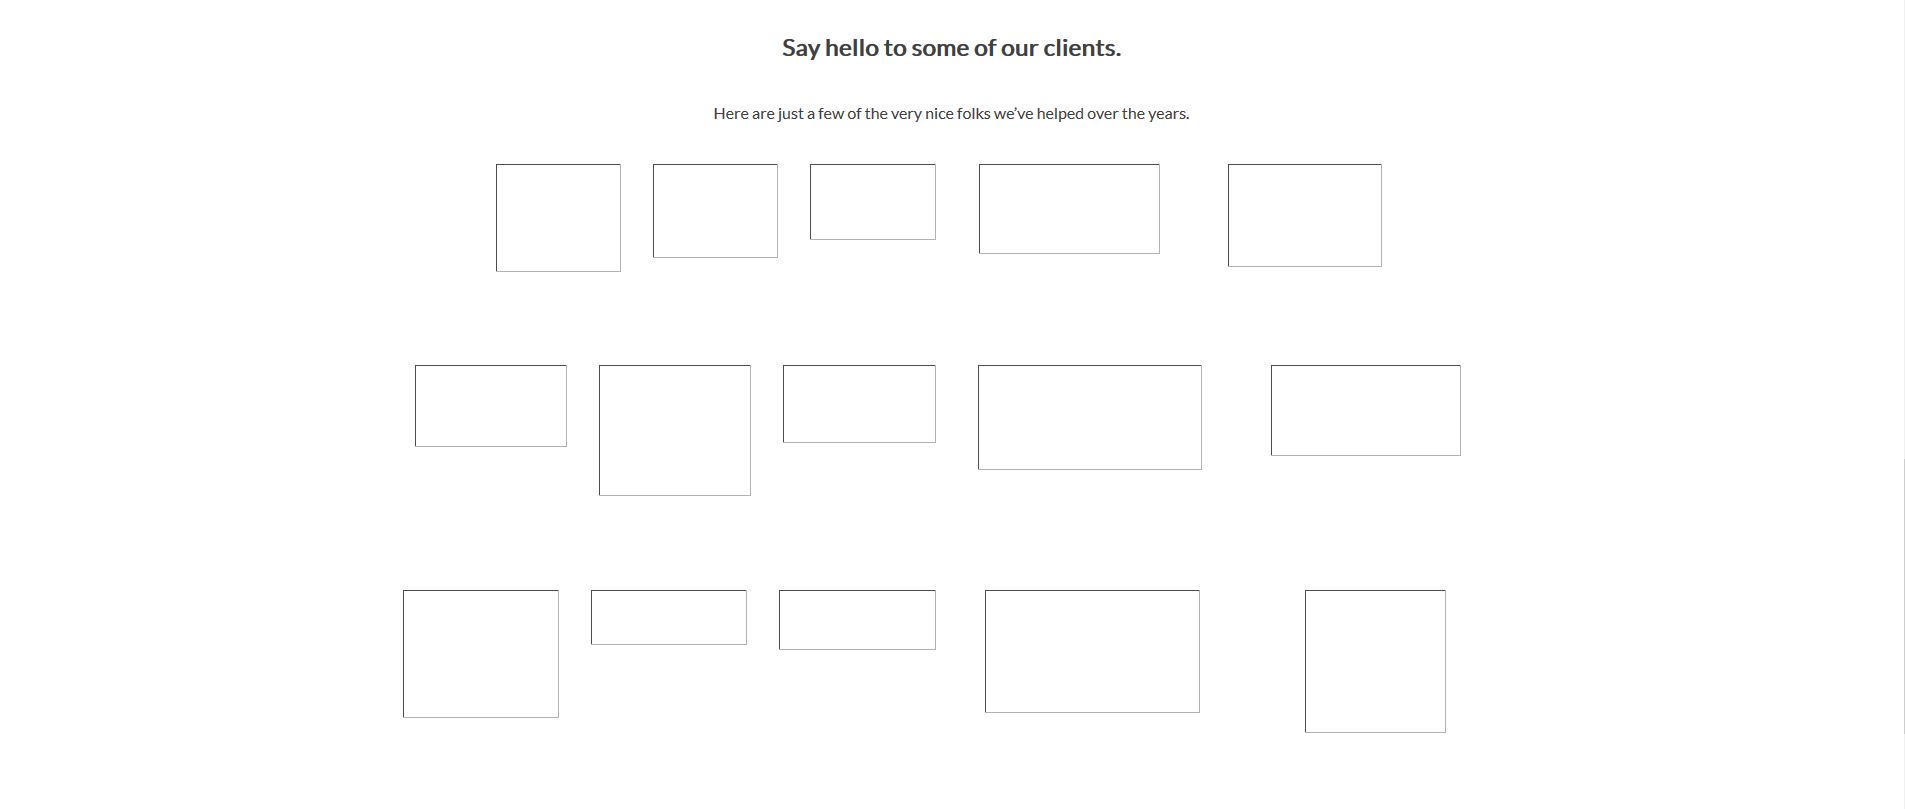 Say hello to some of our clients.
Here are just a few of the very nice folks we’ve helped over the years.